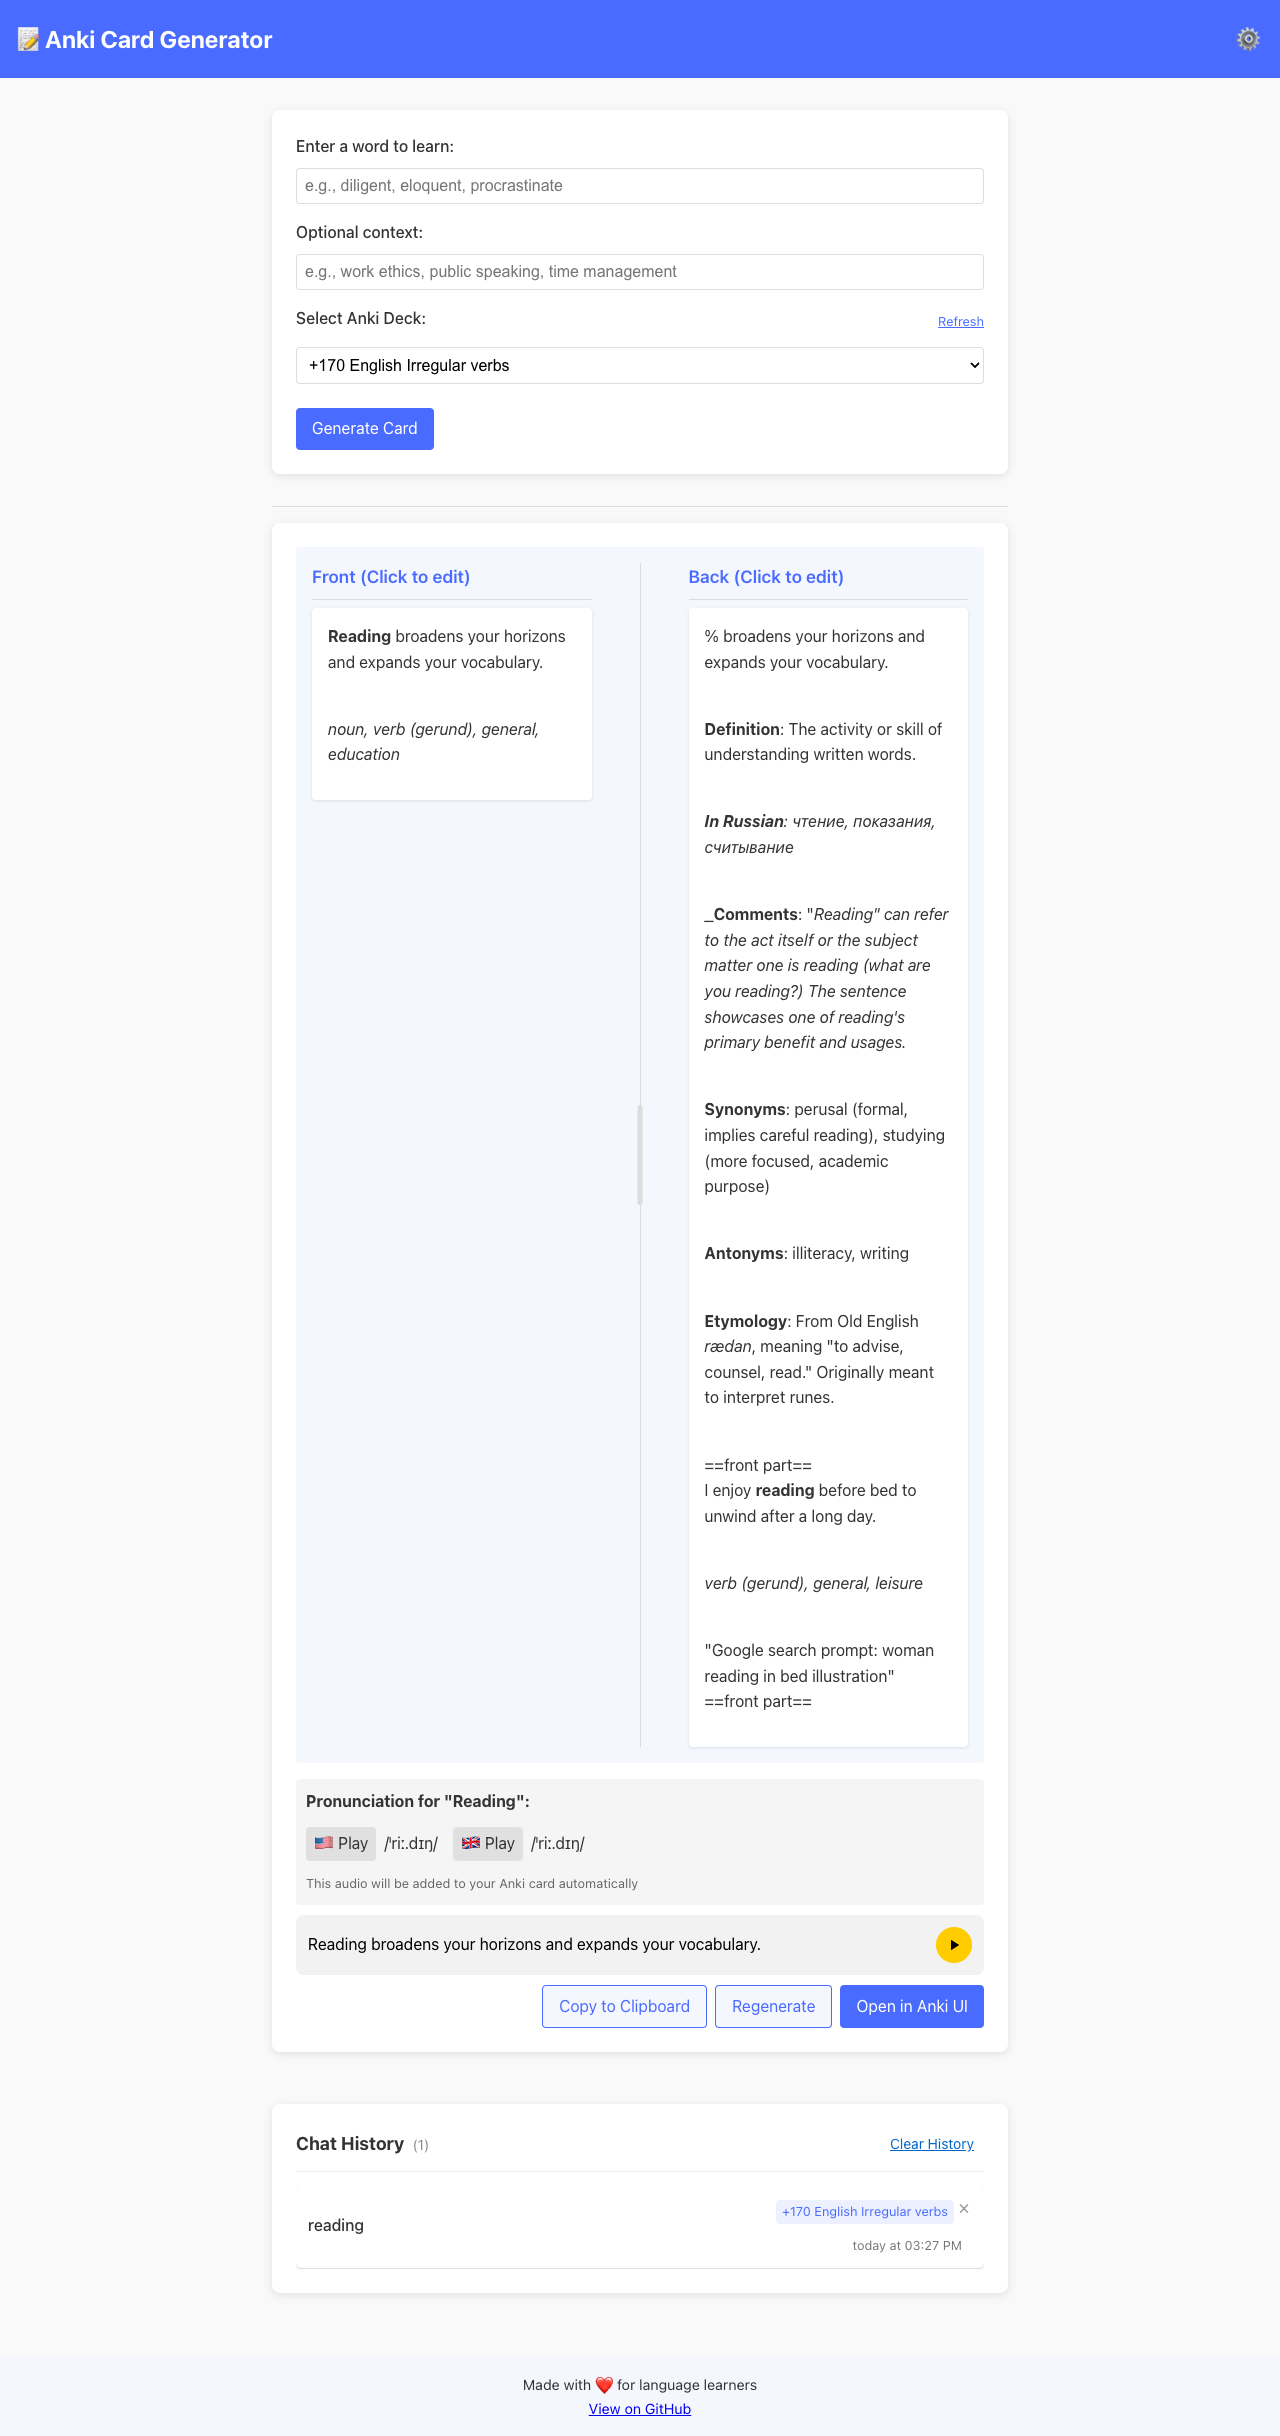 📝 Anki Card Generator
⚙️
Enter a word to learn:
e.g., diligent, eloquent, procrastinate
Optional context:
e.g., work ethics, public speaking, time management
Select Anki Deck:
Refresh
+170 English Irregular verbs
Generate Card
Front (Click to edit)
Reading broadens your horizons
and expands your vocabulary.
noun, verb (gerund), general,
education
Back (Click to edit)
% broadens your horizons and
expands your vocabulary.
Definition: The activity or skill of
understanding written words.
In Russian: чтение, показания,
считывание
_Comments: "Reading" can refer
to the act itself or the subject
matter one is reading (what are
you reading?) The sentence
showcases one of reading's
primary benefit and usages.
Synonyms: perusal (formal,
implies careful reading), studying
(more focused, academic
purpose)
Antonyms: illiteracy, writing
Etymology: From Old English
rædan, meaning "to advise,
counsel, read." Originally meant
to interpret runes.
==front part==
I enjoy reading before bed to
unwind after a long day.
verb (gerund), general, leisure
"Google search prompt: woman
reading in bed illustration"
==front part==
Pronunciation for "Reading":
🇺🇸 Play /ˈriː.dɪŋ/ 🇬🇧 Play /ˈriː.dɪŋ/
This audio will be added to your Anki card automatically
Reading broadens your horizons and expands your vocabulary.
Copy to Clipboard
Regenerate
Open in Anki UI
Chat History (1)
Clear History
reading
+170 English Irregular verbs ×
today at 03:27 PM
Made with ❤️ for language learners
View on GitHub